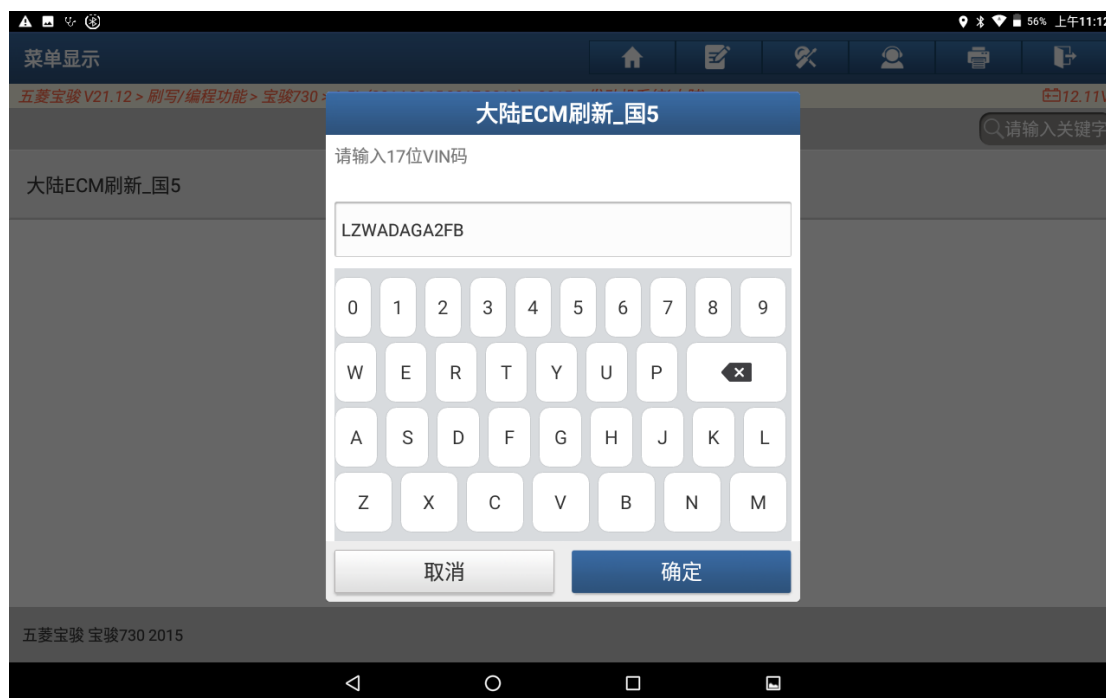 56% 上午11:12
菜单显示
五菱宝骏 V21.12 > 刷写/编程功能 > 宝骏730 >
12.11V
大陆ECM刷新_国5
请输入关键字
请输入17位VIN码
大陆ECM刷新_国5
LZWADAGA2FB
0 1 2 3 4 5 6 7 8 9
W E R T Y U P
A S D F G H J K L
Z X C V B N M
取消 确定
五菱宝骏 宝骏730 2015